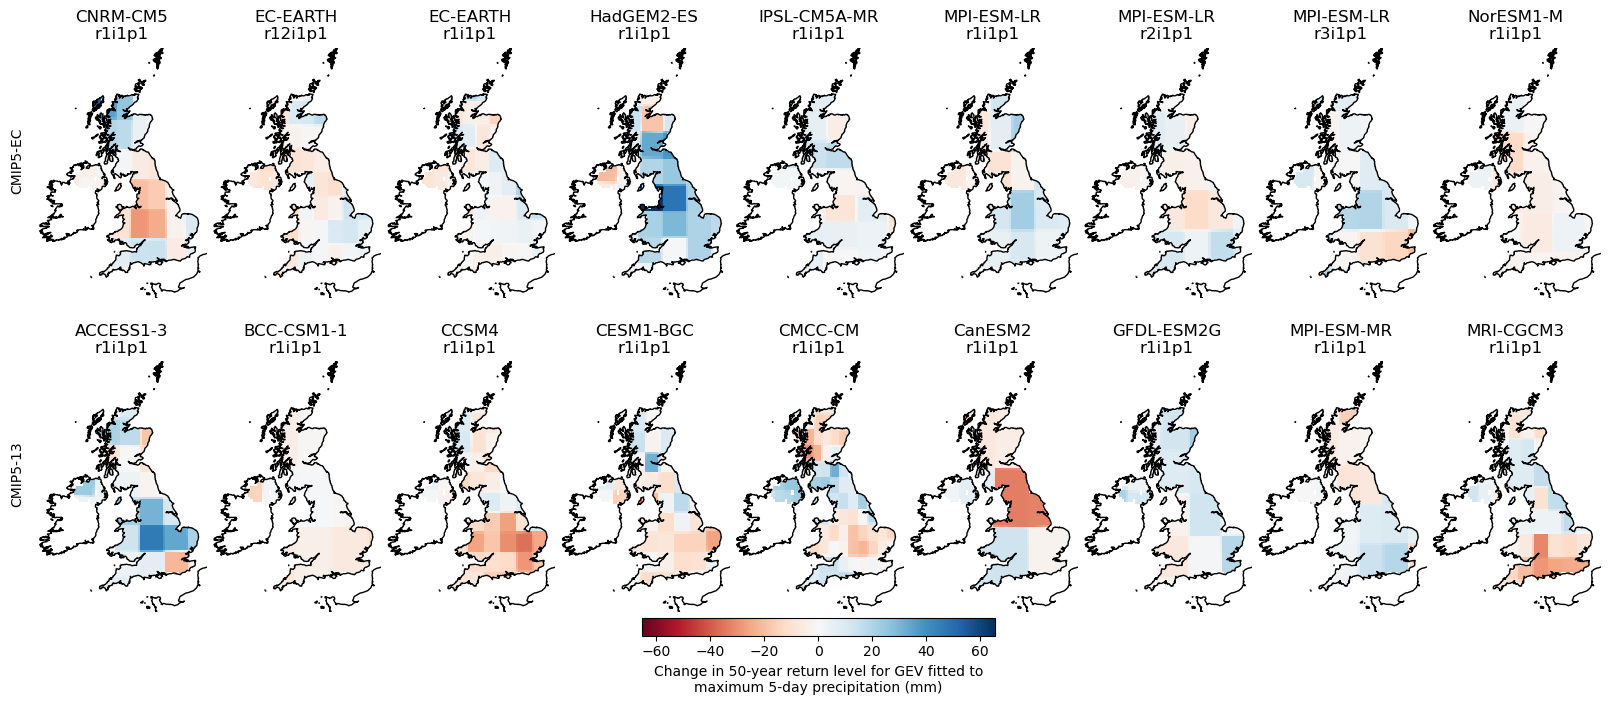 CNRM-CM5 EC-EARTH EC-EARTH HadGEM2-ES IPSL-CM5A-MR MPI-ESM-LR MPI-ESM-LR MPI-ESM-LR NorESM1-M
r1i1p1 r12i1p1 r1i1p1 r1i1p1 r1i1p1 r1i1p1 r2i1p1 r3i1p1 r1i1p1
CMIP5-EC
ACCESS1-3 BCC-CSM1-1 CCSM4 CESM1-BGC CMCC-CM CanESM2 GFDL-ESM2G MPI-ESM-MR MRI-CGCM3
r1i1p1 r1i1p1 r1i1p1 r1i1p1 r1i1p1 r1i1p1 r1i1p1 r1i1p1 r1i1p1
CMIP5-13
−60 −40 −20 0 20 40 60
Change in 50-year return level for GEV fitted to
maximum 5-day precipitation (mm)